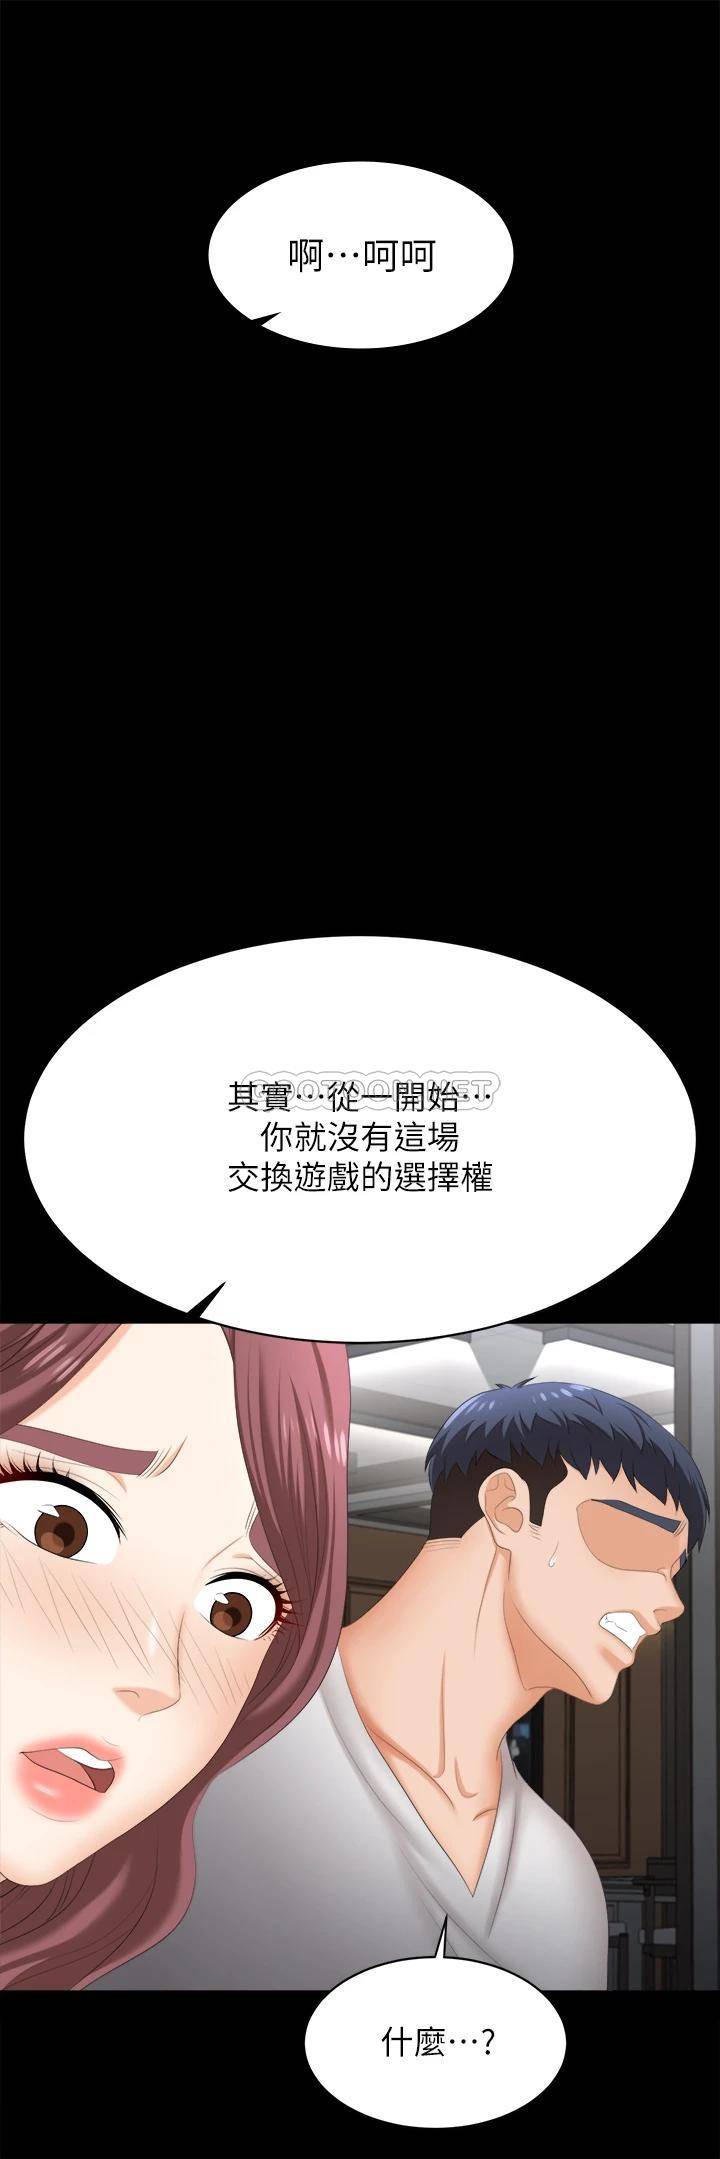 啊…呵呵
其實…從一開始…
你就沒有這場
交換遊戲的選擇權
什麼…?